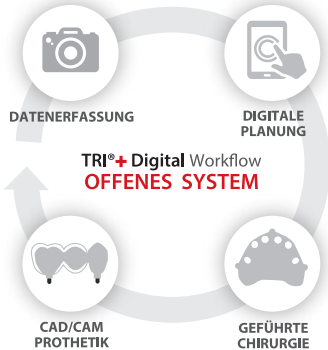 DATENERFASSUNG
DIGITALE
PLANUNG
TRI®+ Digital Workflow
OFFENES SYSTEM
CAD/CAM
PROTHETIK
GEFÜHRTE
CHIRURGIE